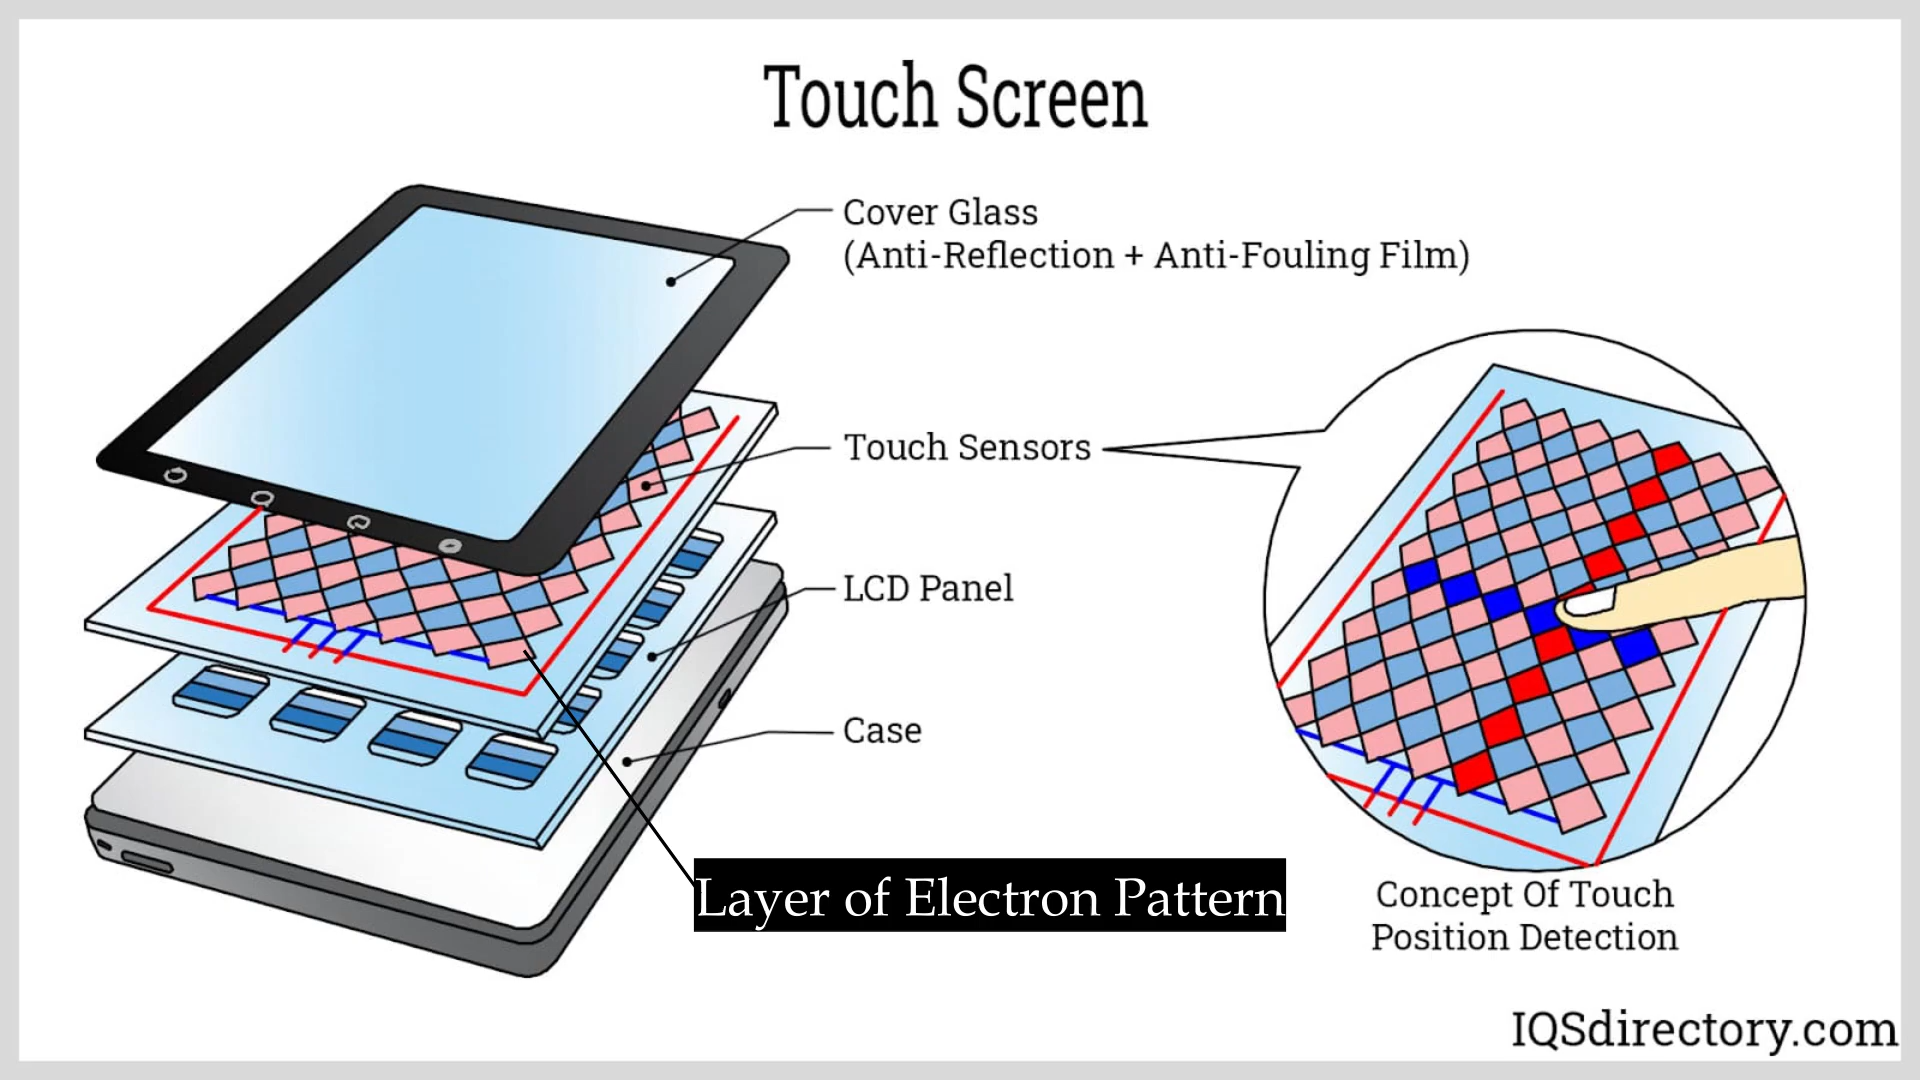 Touch Screen
Cover Glass
(Anti-Reflection + Anti-Fouling Film)
Touch Sensors
LCD Panel
Case
Layer of Electron Pattern
Concept Of Touch
Position Detection
IQSdirectory.com